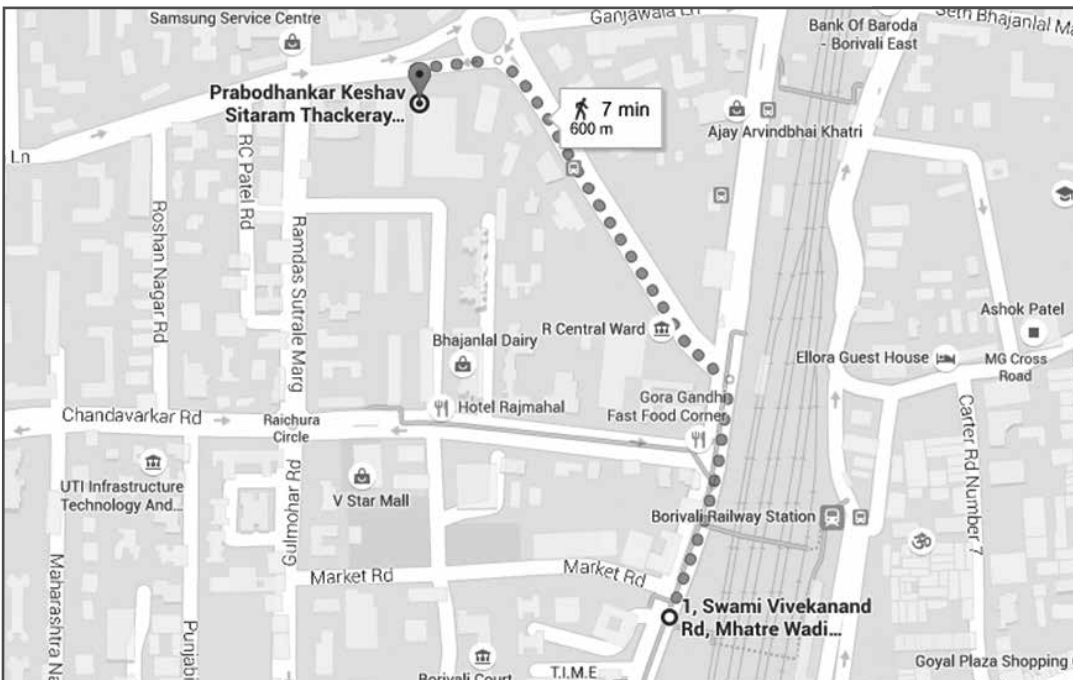 Samsung Service Centre
Ganjawala Ln
Bank Of Baroda
- Borivali East
Seth Bhajanlal Ma
Prabodhankar Keshav
Sitaram Thackeray...
7 min
600 m
Ajay Arvindbhai Khatri
Ln
RC Patel Rd
Roshan Nagar Rd
Ramdas Sutrale Marg
Ashok Patel
R Central Ward
Bhajanlal Dairy
Ellora Guest House
MG Cross
Road
Gora Gandhi
Fast Food Corner
Hotel Rajmahal
Chandavarkar Rd
Raichura
Circle
Carter Rd Number 7
UTI Infrastructure
Technology And...
V Star Mall
Gulmohar Rd
Borivali Railway Station
Market Rd
Market Rd
Maharashtra Na
Punjabi
1, Swami Vivekanand
Rd, Mhatre Wadi...
Goyal Plaza Shopping
Borivali Court
T.I.M.E.